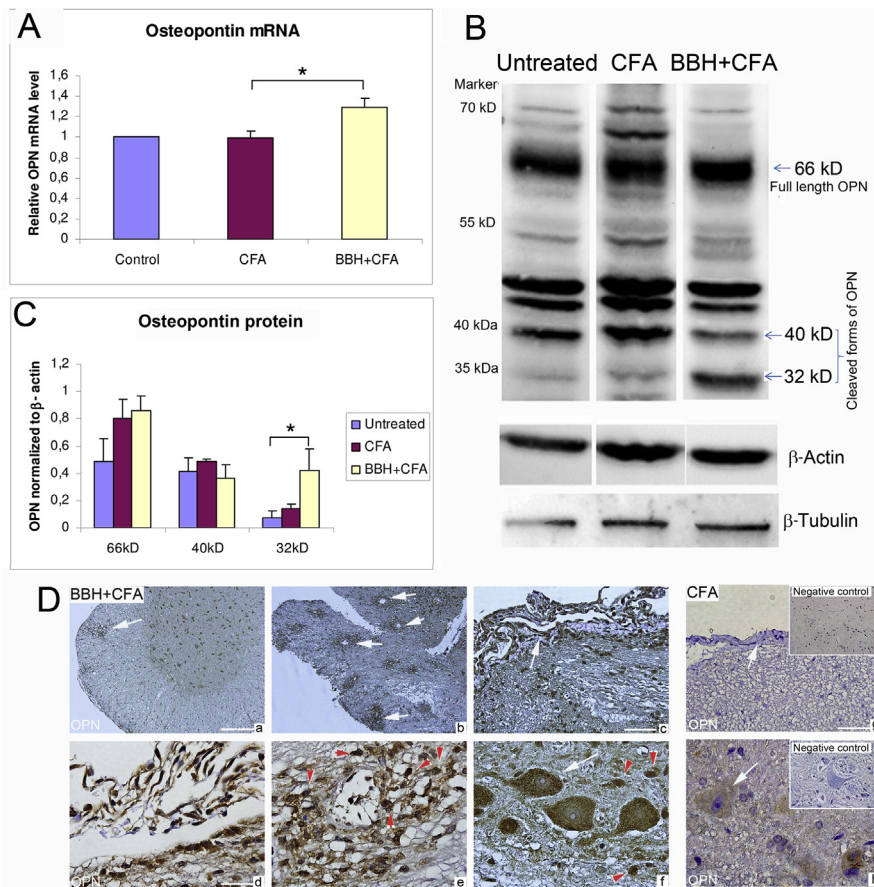 A
Osteopontin mRNA
Relative OPN mRNA level
1,6
1,4
1,2
1
0,8
0,6
0,4
0,2
0
*
Control
CFA
BBH+CFA
B
Untreated CFA BBH+CFA
Marker
70 kD
55 kD
40 kDa
35 kDa
66 kD
Full length OPN
40 kD
32 kD
Cleaved forms of OPN
β-Actin
β-Tubulin
C
Osteopontin protein
OPN normalized to β- actin
1,2
1
0,8
0,6
0,4
0,2
0
*
66kD
40kD
32kD
Untreated
CFA
BBH+CFA
D
BBH+CFA
OPN
a
b
c
CFA
Negative control
OPN
g
OPN
d
e
f
Negative control
OPN